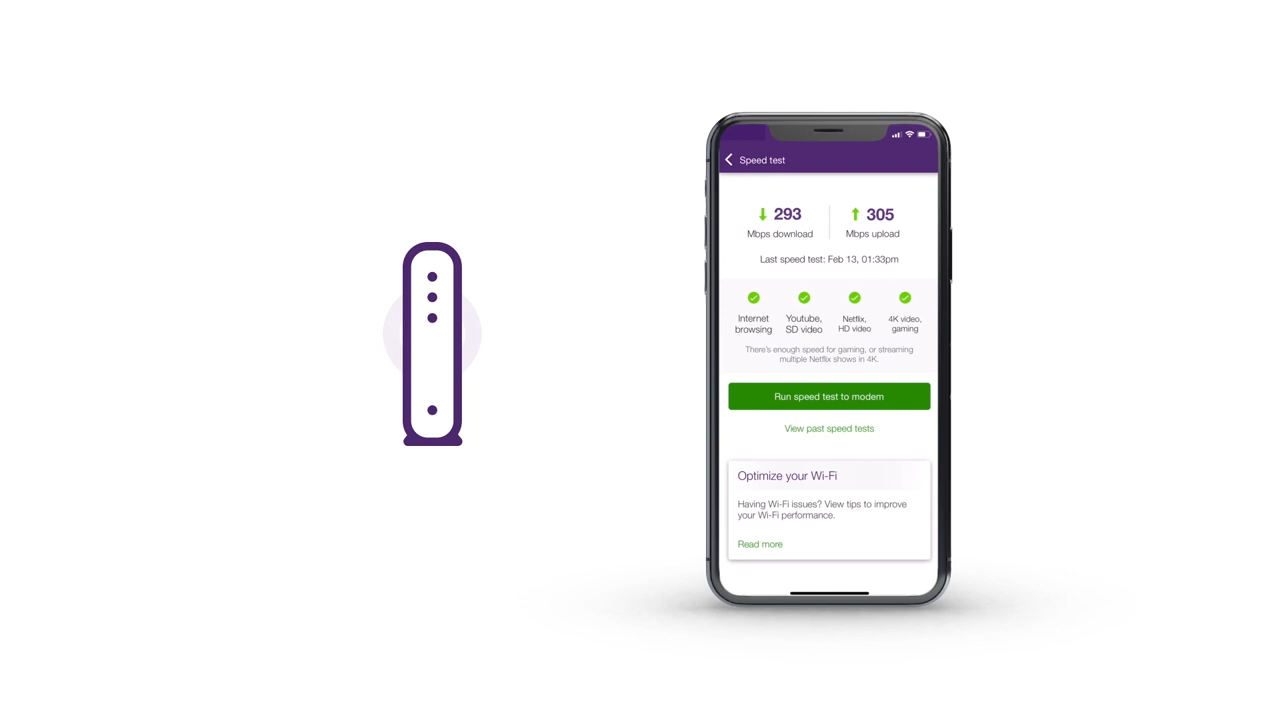 Speed test
293
305
Mbps download
Mbps upload
Last speed test: Feb 13, 01:33pm
Internet
browsing
Youtube,
SD video
Netflix,
HD video
4K video,
gaming
There's enough speed for gaming, or streaming
multiple Netflix shows in 4K.
Run speed test to modem
View past speed tests
Optimize your Wi-Fi
Having Wi-Fi issues? View tips to improve
your Wi-Fi performance.
Read more